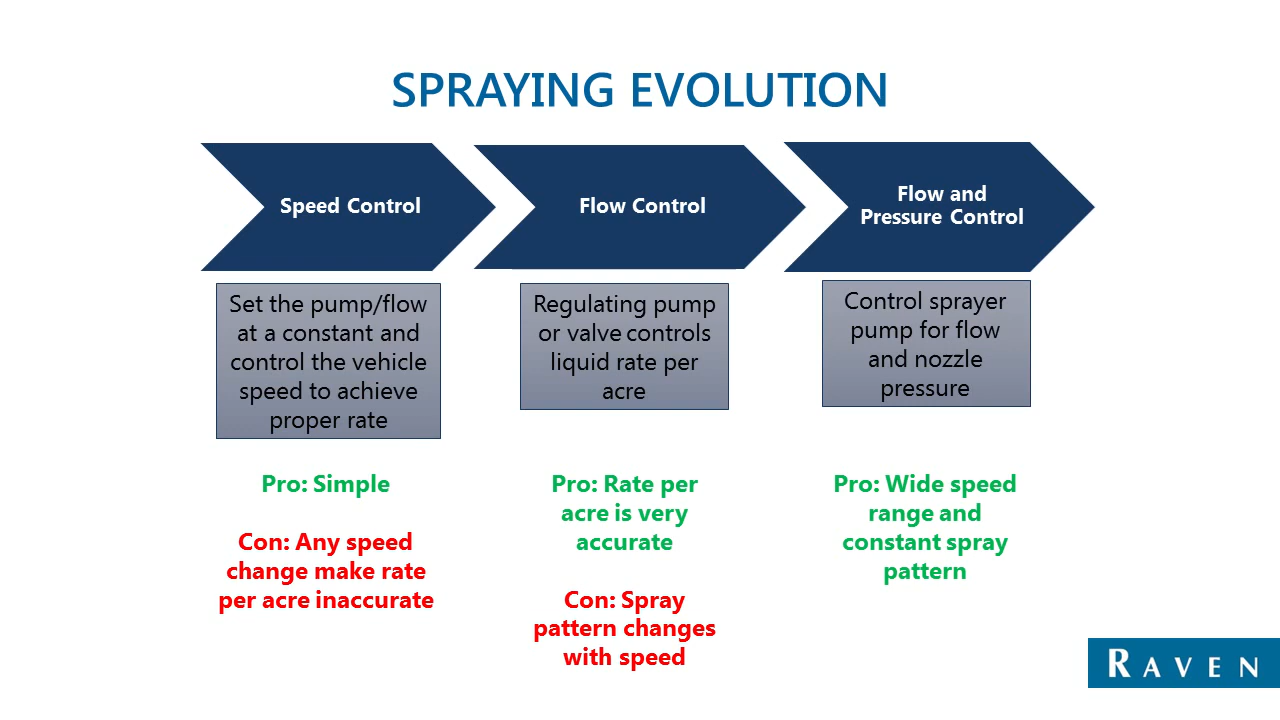 SPRAYING EVOLUTION
Speed Control
Flow Control
Flow and
Pressure Control
Set the pump/flow
at a constant and
control the vehicle
speed to achieve
proper rate
Regulating pump
or valve controls
liquid rate per
acre
Control sprayer
pump for flow
and nozzle
pressure
Pro: Simple
Con: Any speed
change make rate
per acre inaccurate
Pro: Rate per
acre is very
accurate
Con: Spray
pattern changes
with speed
Pro: Wide speed
range and
constant spray
pattern
RAVEN